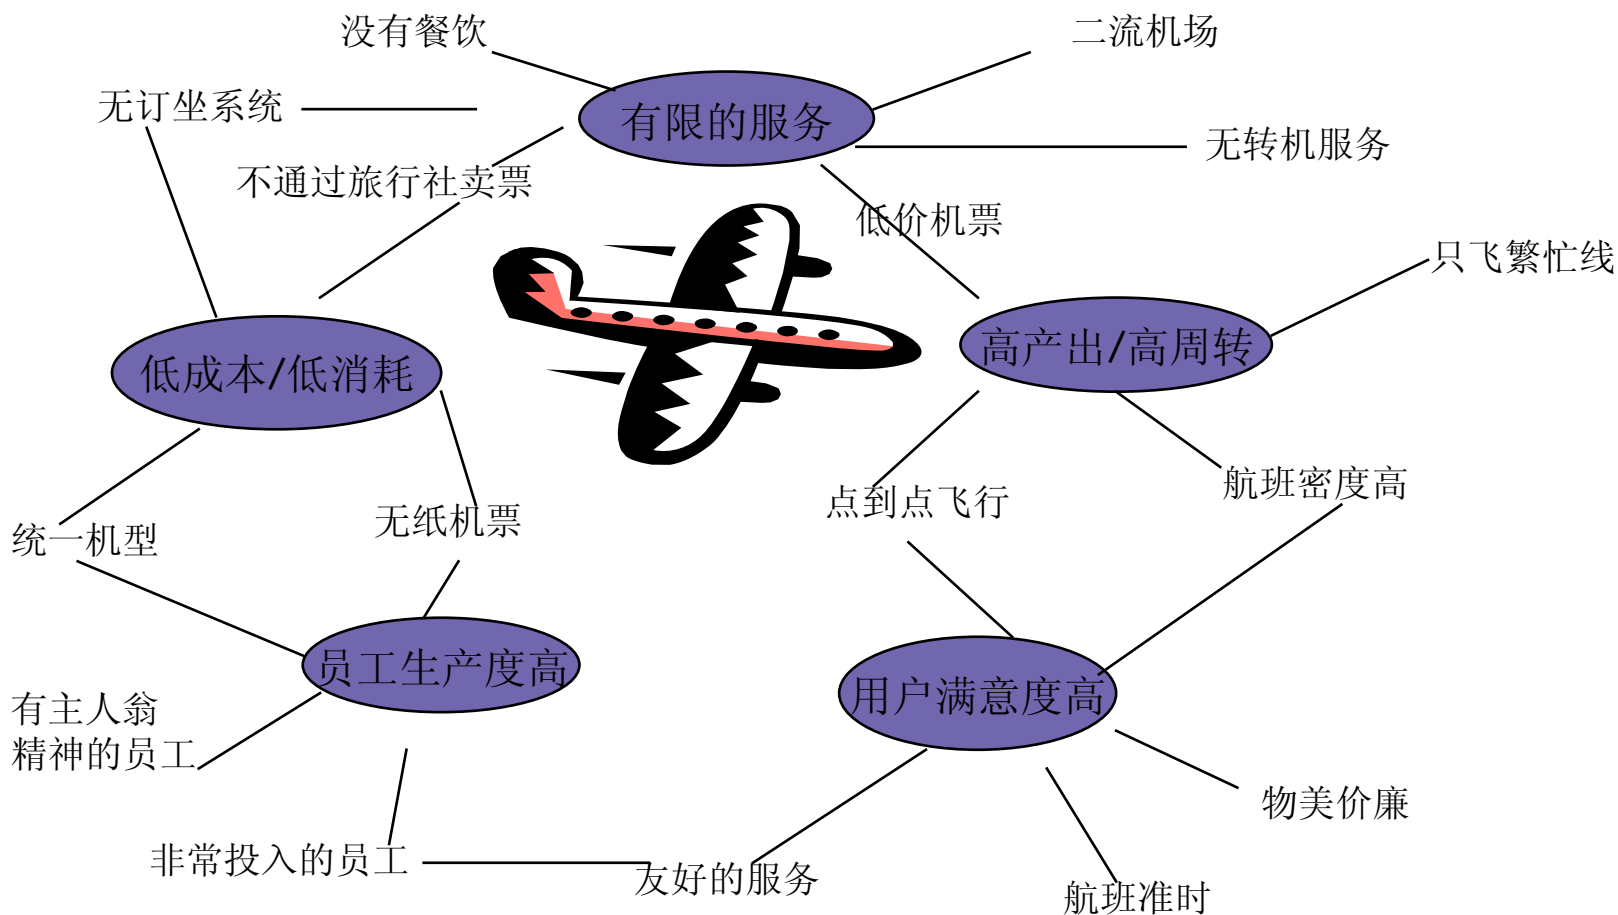 没有餐饮
二流机场
无订坐系统
有限的服务
无转机服务
不通过旅行社卖票
低价机票
只飞繁忙线
低成本/低消耗
高产出/高周转
点到点飞行
航班密度高
统一机型
无纸机票
员工生产度高
用户满意度高
有主人翁
精神的员工
物美价廉
非常投入的员工
友好的服务
航班准时